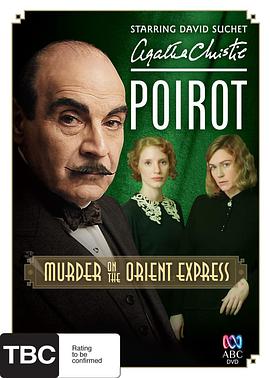 STARRING DAVID SUCHET
Agatha Christie
POIROT
MURDER ON THE ORIENT EXPRESS
TBC
Rating
to be
confirmed
ABC
DVD